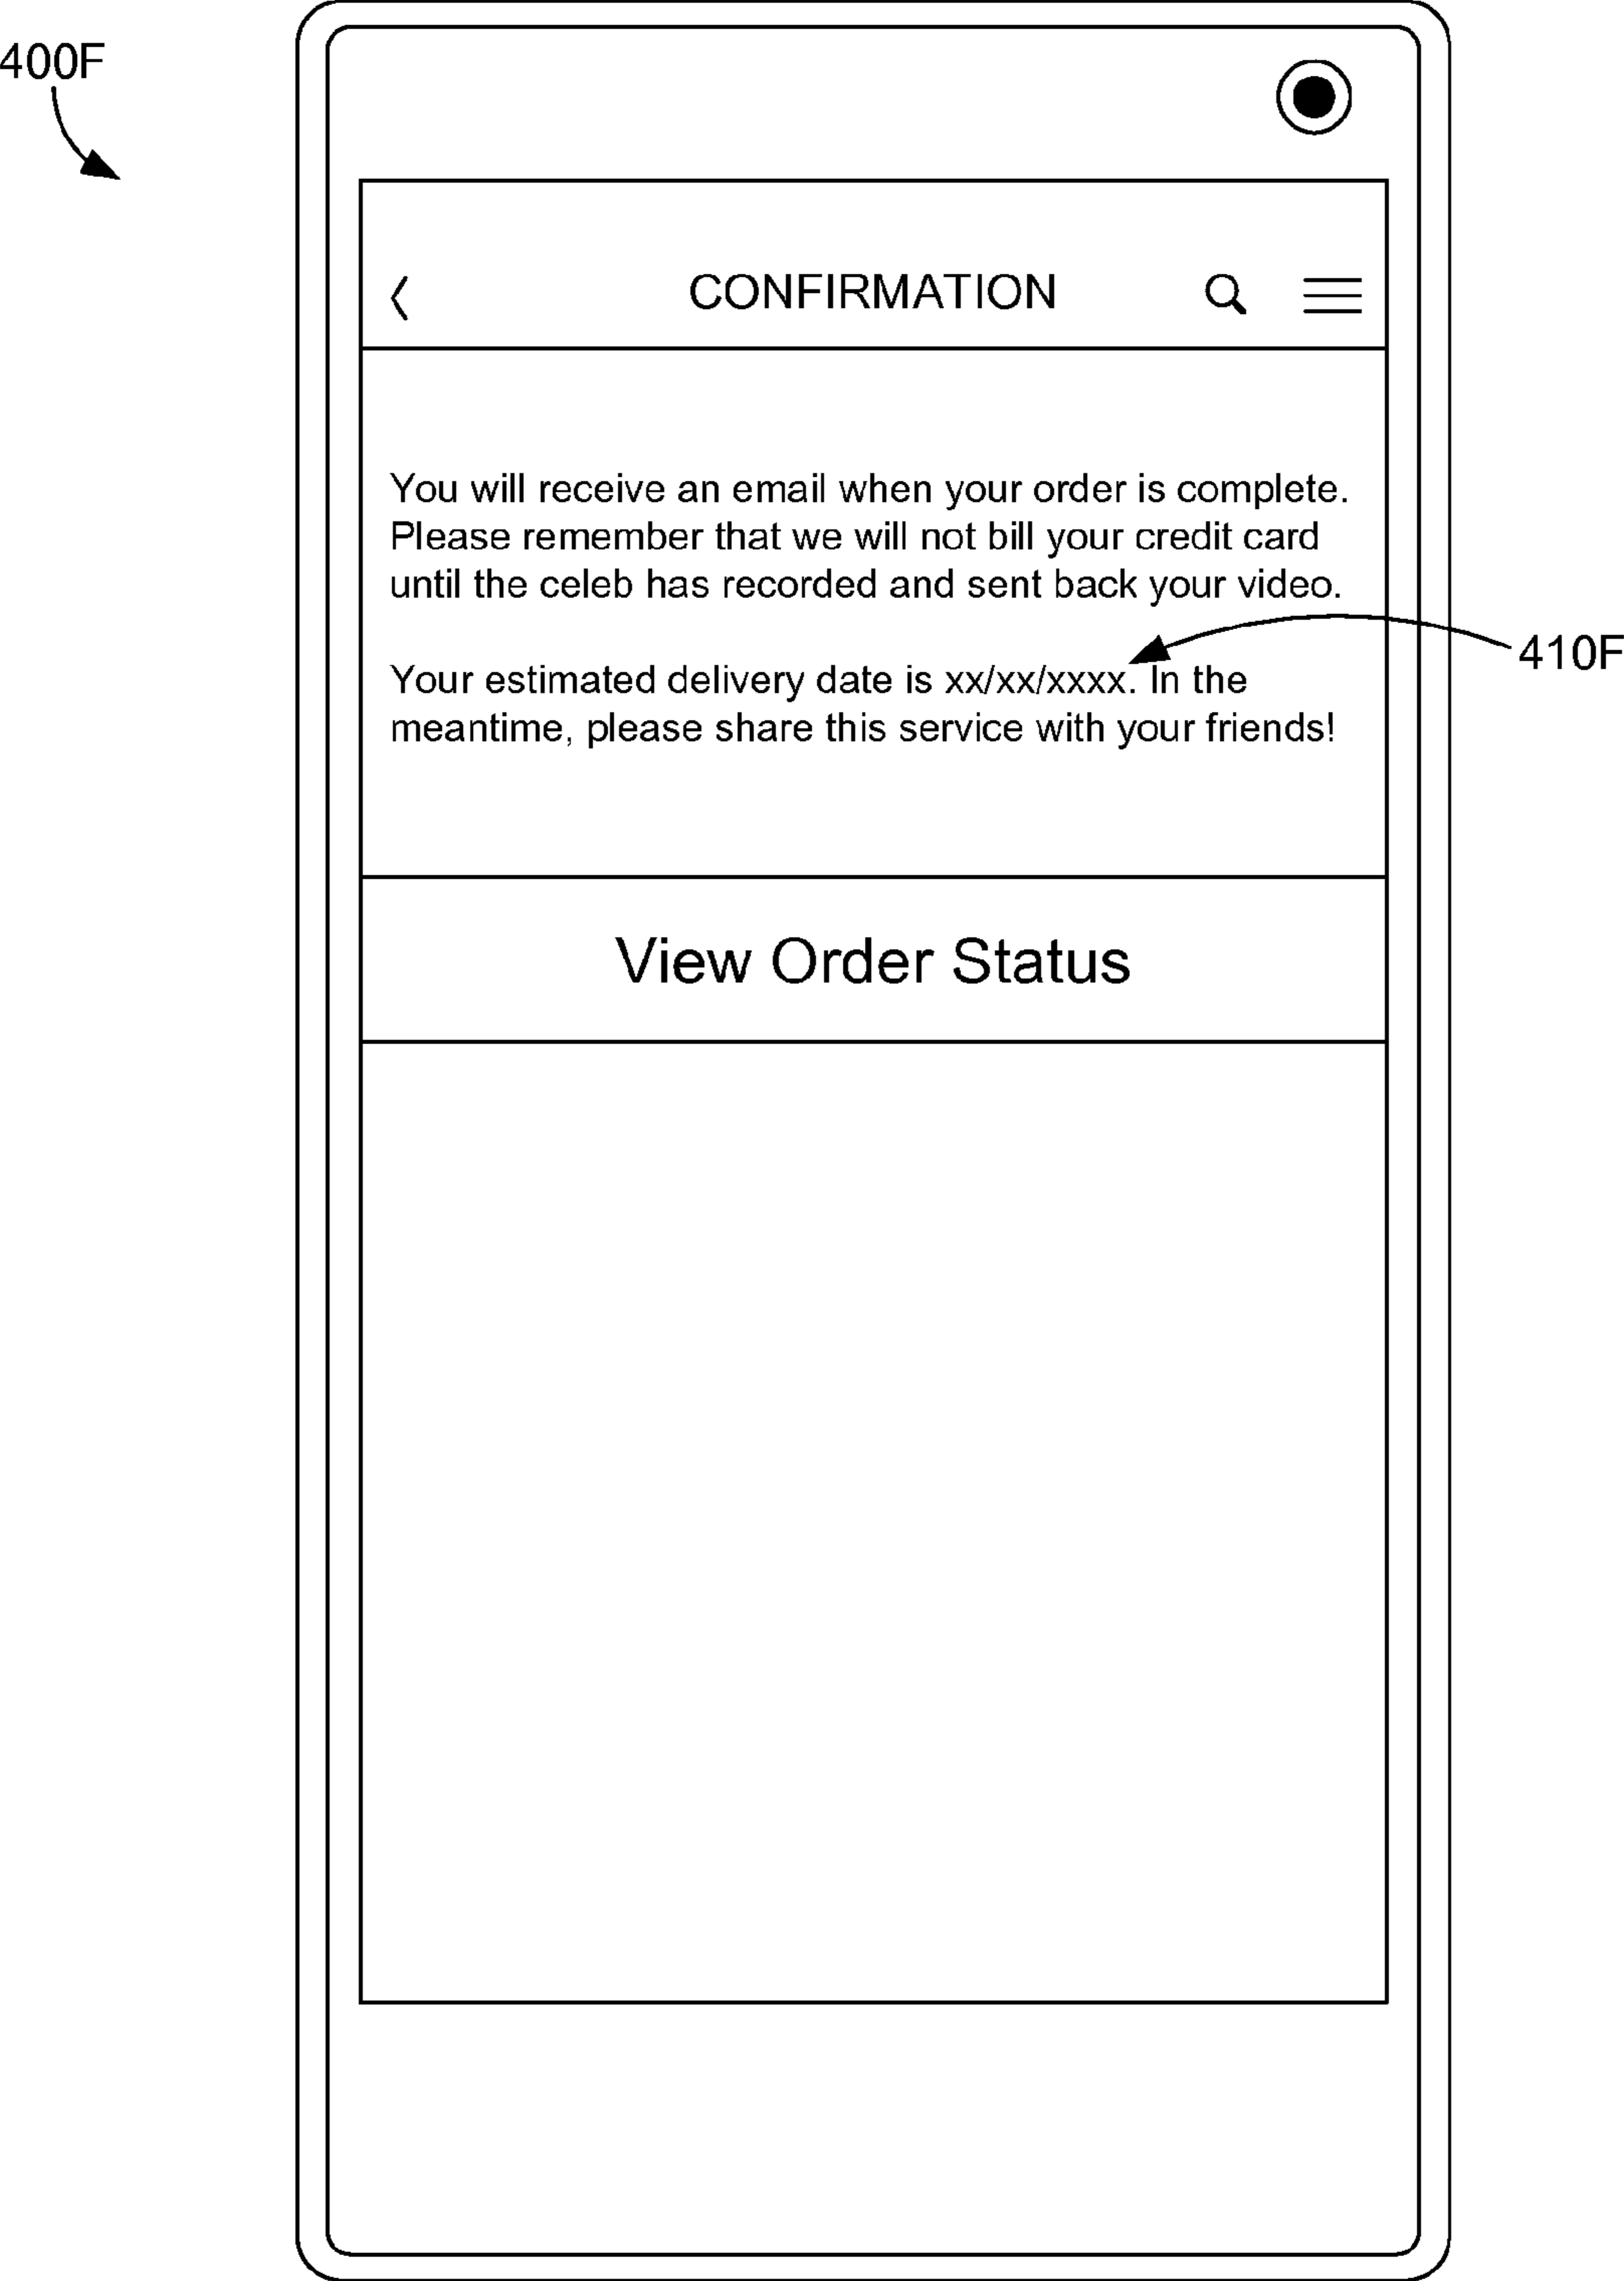 400F
CONFIRMATION
You will receive an email when your order is complete.
Please remember that we will not bill your credit card
until the celeb has recorded and sent back your video.
410F
Your estimated delivery date is xx/xx/xxxx. In the
meantime, please share this service with your friends!
View Order Status